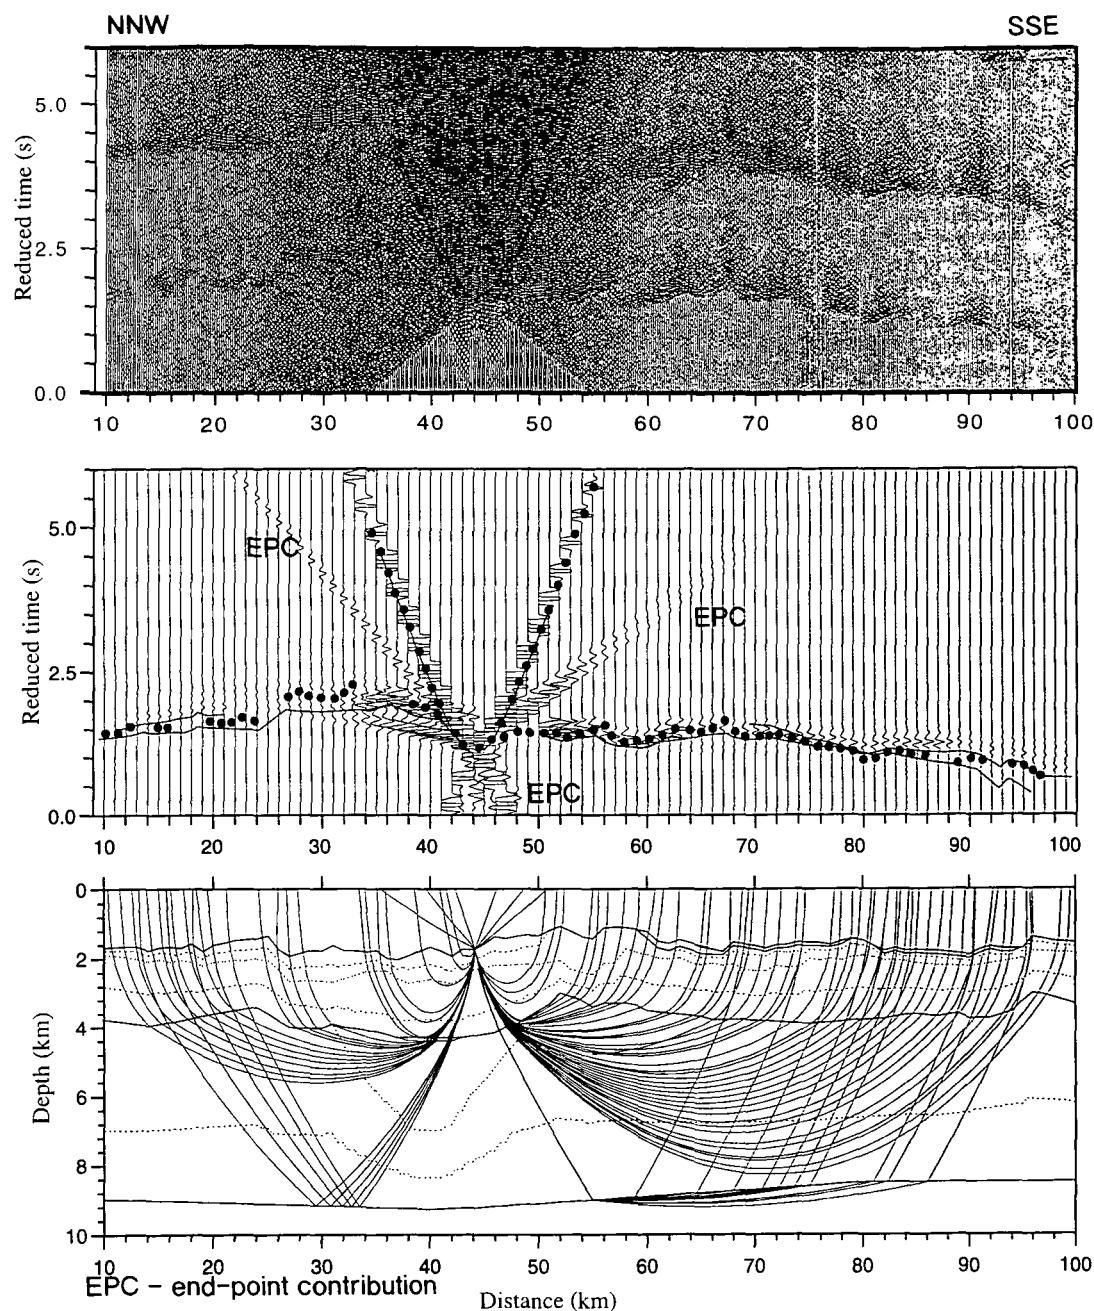 NNW SSE
Reduced time (s)
5.0
2.5
0.0
10 20 30 40 50 60 70 80 90 100
Reduced time (s)
5.0
2.5
0.0
EPC
EPC
EPC
10 20 30 40 50 60 70 80 90 100
Depth (km)
0
2
4
6
8
10
10 20 30 40 50 60 70 80 90 100
EPC - end-point contribution
Distance (km)